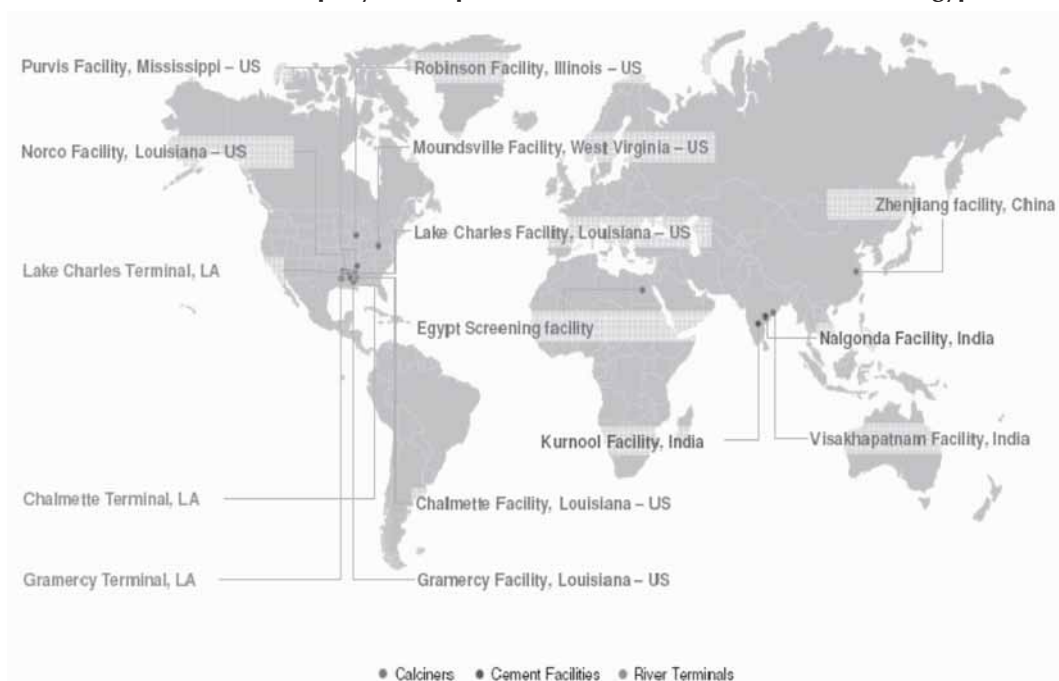 Purvis Facility, Mississippi – US
Robinson Facility, Illinois – US
Norco Facility, Louisiana – US
Moundsville Facility, West Virginia – US
Zhenjiang facility, China
Lake Charles Facility, Louisiana – US
Lake Charles Terminal, LA
Egypt Screening facility
Nalgonda Facility, India
Kurnool Facility, India
Visakhapatnam Facility, India
Chalmette Terminal, LA
Chalmette Facility, Louisiana – US
Gramercy Terminal, LA
Gramercy Facility, Louisiana – US
Calciners
Cement Facilities
River Terminals